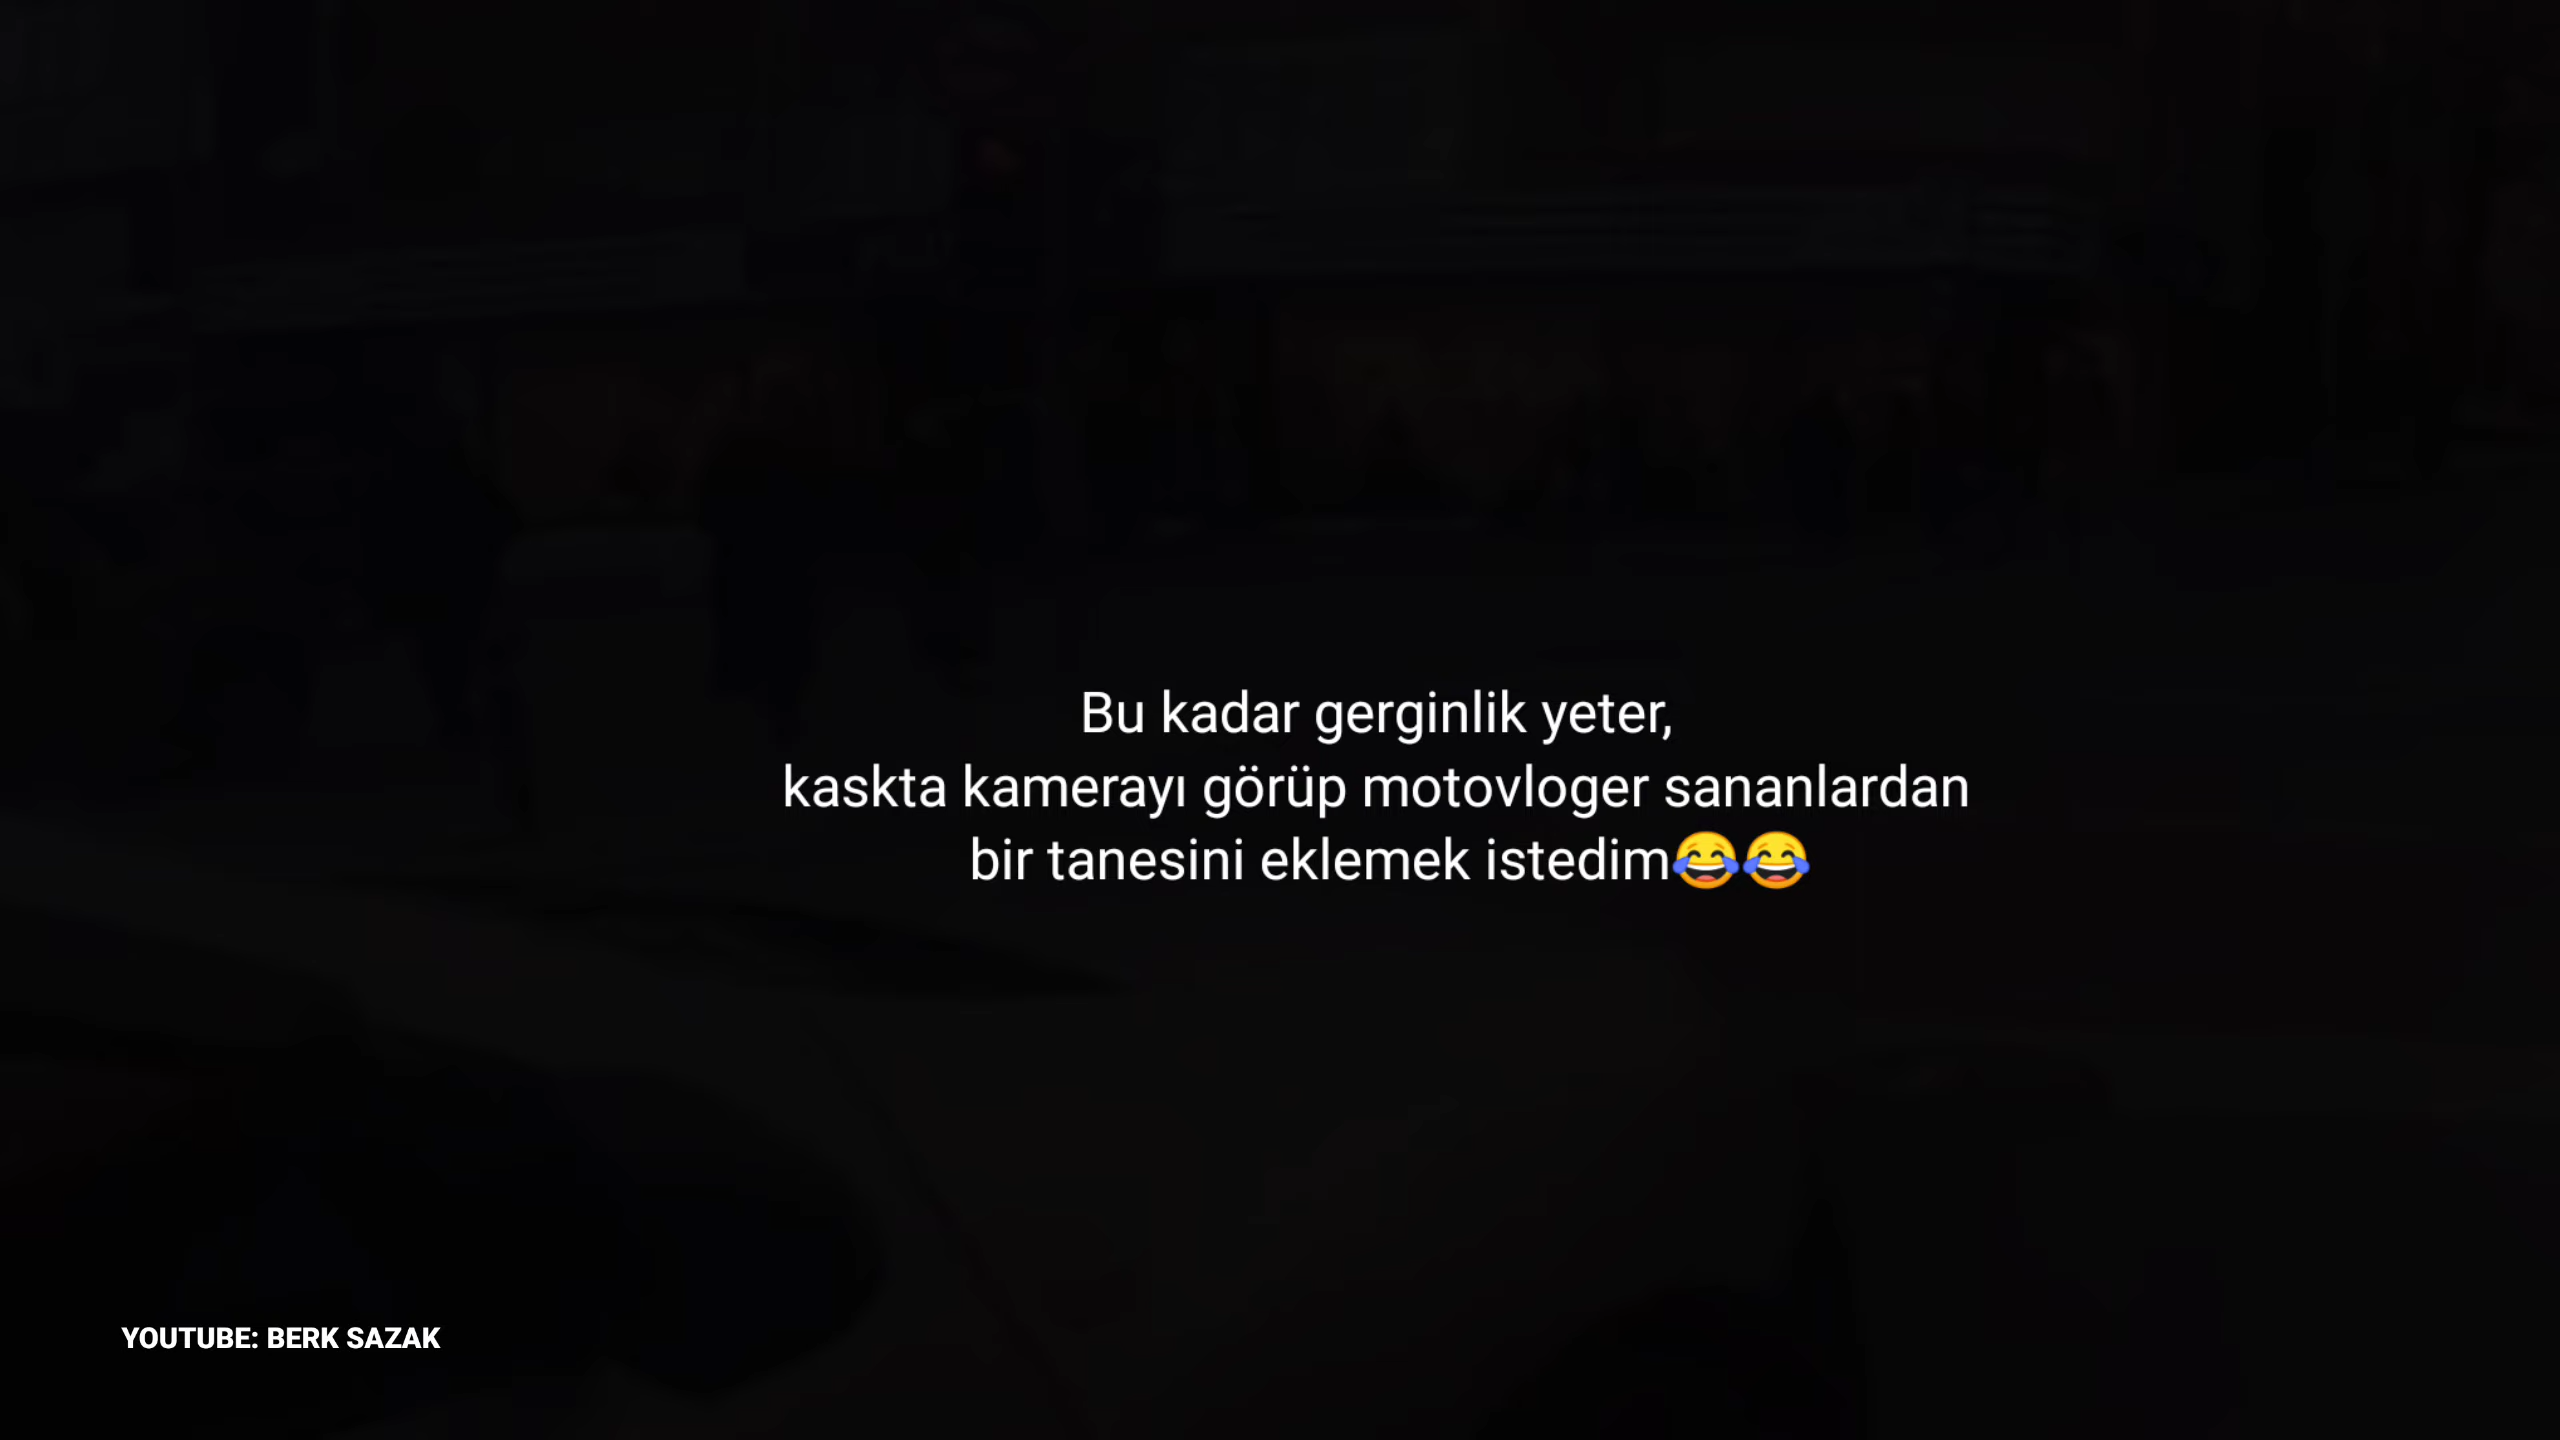 Bu kadar gerginlik yeter,
kaskta kamerayı görüp motovloger sananlardan
bir tanesini eklemek istedim😂😂
YOUTUBE: BERK SAZAK